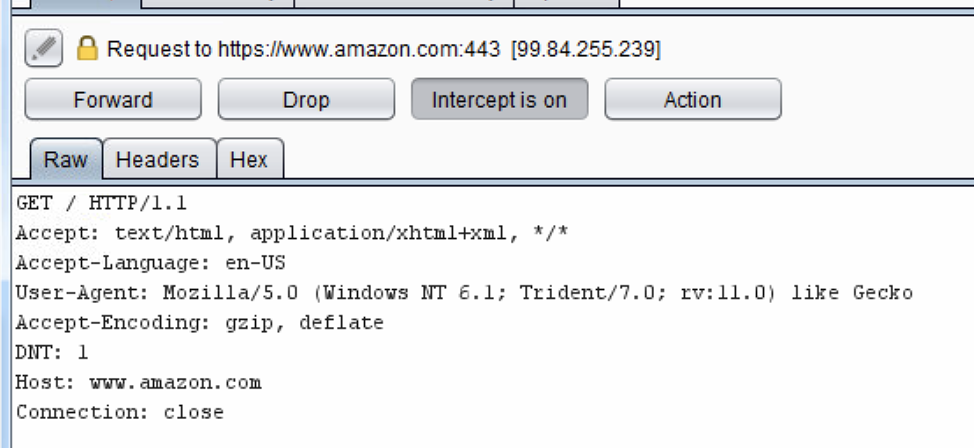 Request to https://www.amazon.com:443 [99.84.255.239]
Forward Drop Intercept is on Action
Raw Headers Hex
GET / HTTP/1.1
Accept: text/html, application/xhtml+xml, */*
Accept-Language: en-US
User-Agent: Mozilla/5.0 (Windows NT 6.1; Trident/7.0; rv:11.0) like Gecko
Accept-Encoding: gzip, deflate
DNT: 1
Host: www.amazon.com
Connection: close